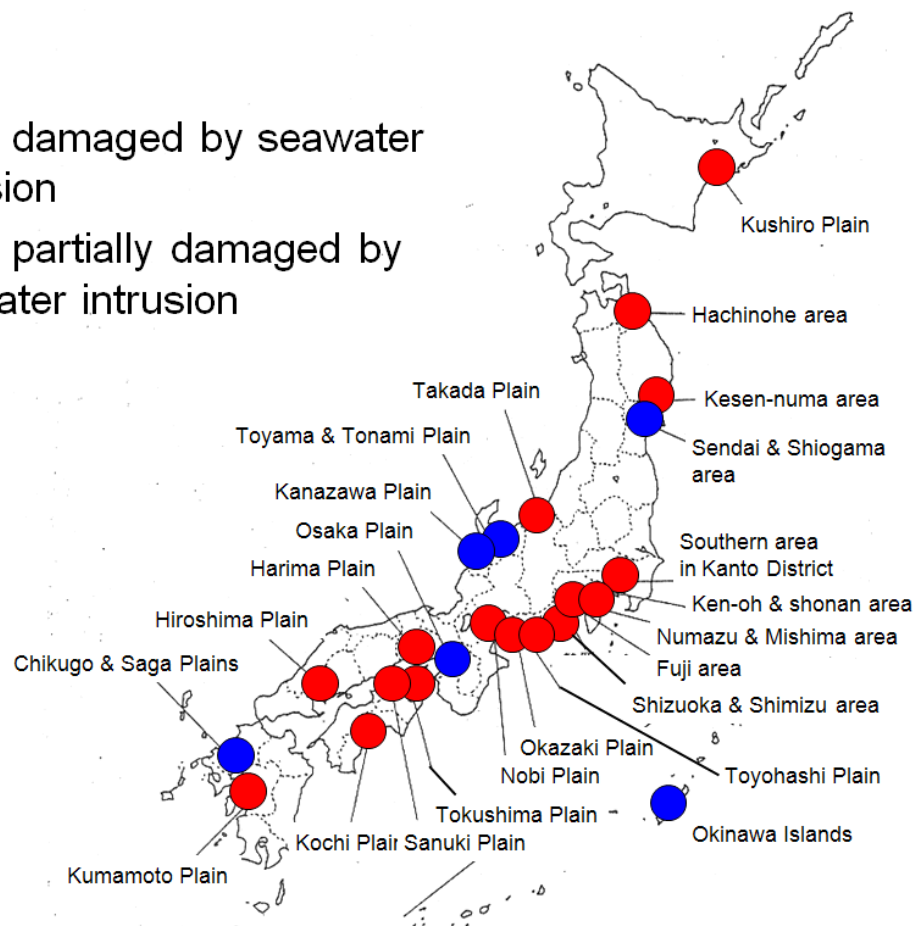 damaged by seawater
sion
partially damaged by
ater intrusion
Kushiro Plain
Hachinohe area
Takada Plain
Kesen-numa area
Toyama & Tonami Plain
Sendai & Shiogama
area
Kanazawa Plain
Osaka Plain
Harima Plain
Southern area
in Kanto District
Ken-oh & shonan area
Hiroshima Plain
Numazu & Mishima area
Chikugo & Saga Plains
Fuji area
Shizuoka & Shimizu area
Okazaki Plain
Nobi Plain
Toyohashi Plain
Tokushima Plain
Okinawa Islands
Kochi Plair
Sanuki Plain
Kumamoto Plain